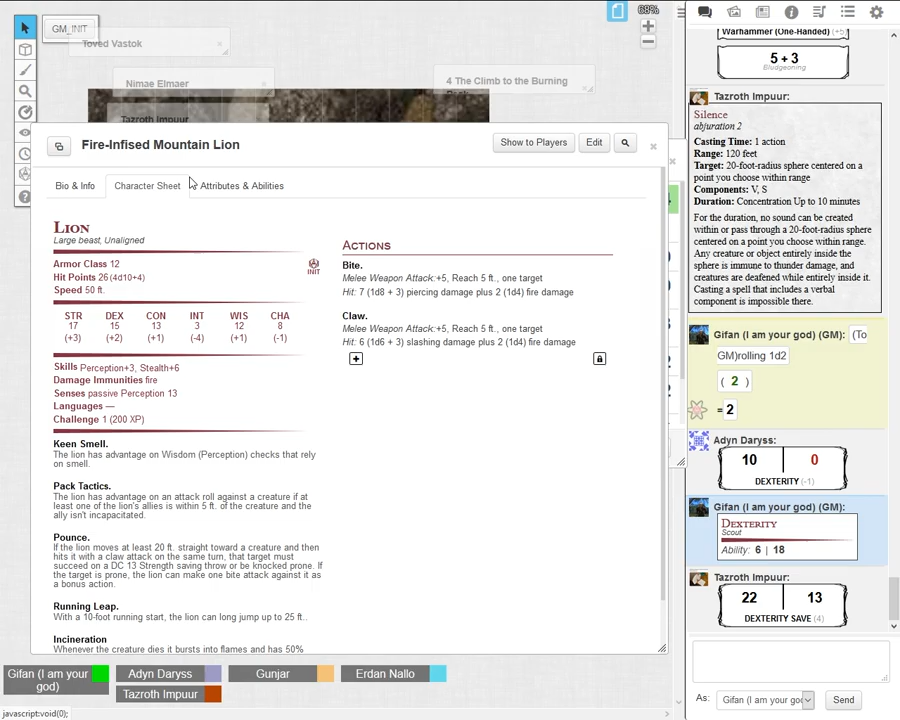 GM_INIT
Toved Vastok
Nimae Elmaer
4 The Climb to the Burning
Tazroth Impuur
88%
Fire-Infised Mountain Lion
Show to Players
Edit
Bio & Info
Character Sheet
Attributes & Abilities
LION
Large beast, Unaligned
Armor Class 12
Hit Points 26 (4d10+4)
Speed 50 ft.
INIT
STR DEX CON INT WIS CHA
17 15 13 3 12 8
(+3) (+2) (+1) (-4) (+1) (-1)
Skills Perception+3, Stealth+6
Damage Immunities fire
Senses passive Perception 13
Languages —
Challenge 1 (200 XP)
Keen Smell.
The lion has advantage on Wisdom (Perception) checks that rely
on smell.
Pack Tactics.
The lion has advantage on an attack roll against a creature if at
least one of the lion's allies is within 5 ft. of the creature and the
ally isn't incapacitated.
Pounce.
If the lion moves at least 20 ft. straight toward a creature and then
hits it with a claw attack on the same turn, that target must
succeed on a DC 13 Strength saving throw or be knocked prone. If
the target is prone, the lion can make one bite attack against it as
a bonus action.
Running Leap.
With a 10-foot running start, the lion can long jump up to 25 ft..
Incineration
Whenever the creature dies it bursts into flames and has 50%
ACTIONS
Bite.
Melee Weapon Attack:+5, Reach 5 ft., one target
Hit: 7 (1d8 + 3) piercing damage plus 2 (1d4) fire damage
Claw.
Melee Weapon Attack:+5, Reach 5 ft., one target
Hit: 6 (1d6 + 3) slashing damage plus 2 (1d4) fire damage
Gifan (I am your
god)
Adyn Daryss
Gunjar
Erdan Nallo
Tazroth Impuur
javascript:void(0);
Warhammer (One-Handed) (+5)
5 + 3
Bludgeoning
Tazroth Impuur:
Silence
abjuration 2
Casting Time: 1 action
Range: 120 feet
Target: 20-foot-radius sphere centered on a
point you choose within range
Components: V, S
Duration: Concentration Up to 10 minutes
For the duration, no sound can be created
within or pass through a 20-foot-radius sphere
centered on a point you choose within range.
Any creature or object entirely inside the
sphere is immune to thunder damage, and
creatures are deafened while entirely inside it.
Casting a spell that includes a verbal
component is impossible there.
Gifan (I am your god) (GM): (To
GM)rolling 1d2
( 2 )
= 2
Adyn Daryss:
10 0
DEXTERITY (-1)
Gifan (I am your god) (GM):
DEXTERITY
Scout
Ability: 6 | 18
Tazroth Impuur:
22 13
DEXTERITY SAVE (4)
As:
Gifan (I am your god
Send